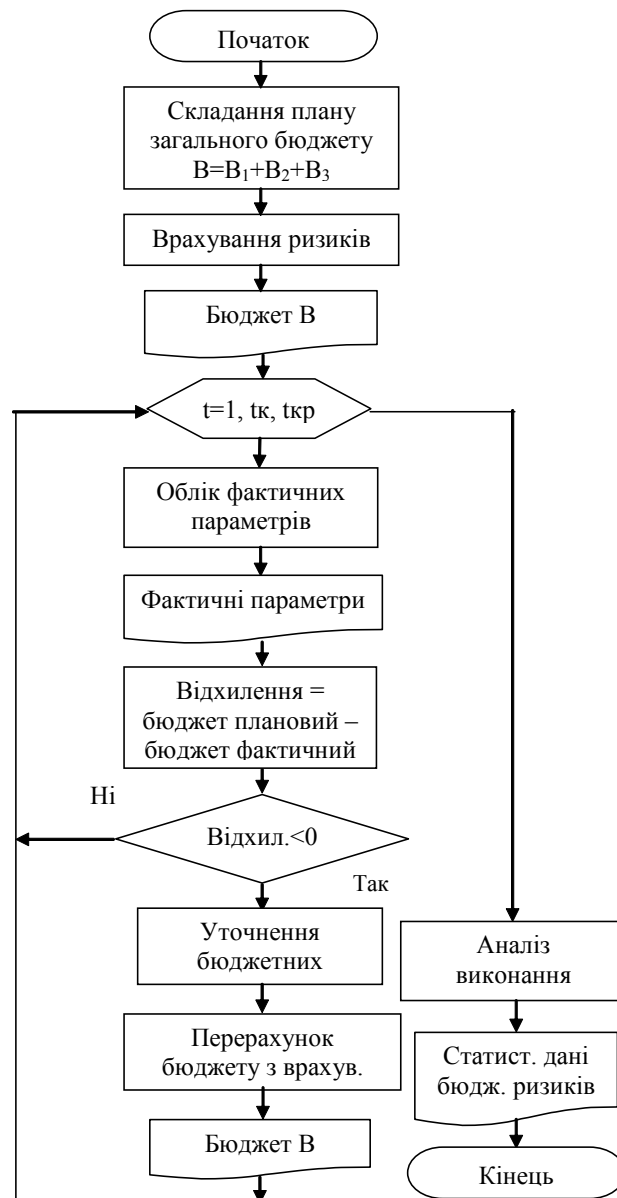 Початок
Складання плану
загального бюджету
B=B₁+B₂+B₃
Врахування ризиків
Бюджет В
t=1, tк, tкр
Облік фактичних
параметрів
Фактичні параметри
Відхилення =
бюджет плановий –
бюджет фактичний
Ні
Відхил.<0
Так
Уточнення
бюджетних
Перерахунок
бюджету з врахув.
Бюджет В
Аналіз
виконання
Статист. дані
бюдж. ризиків
Кінець